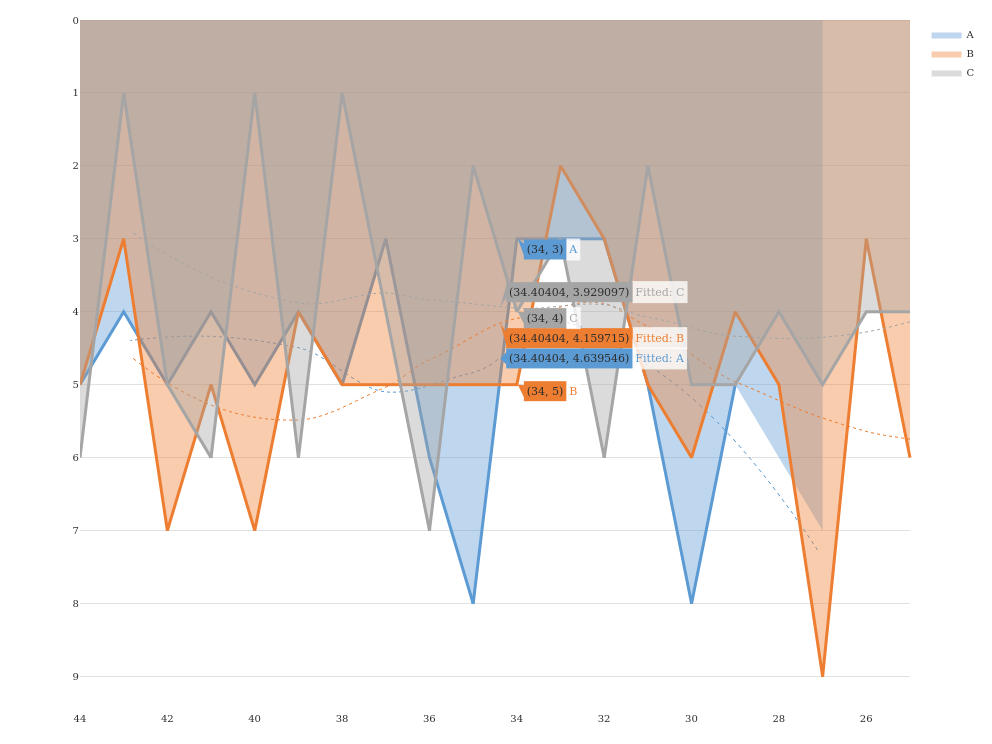 0
1
2
3
4
5
6
7
8
9
44 42 40 38 36 34 32 30 28 26
A
B
C
(34, 3) A
(34.40404, 3.929097) Fitted: C
(34, 4) C
(34.40404, 4.159715) Fitted: B
(34.40404, 4.639546) Fitted: A
(34, 5) B